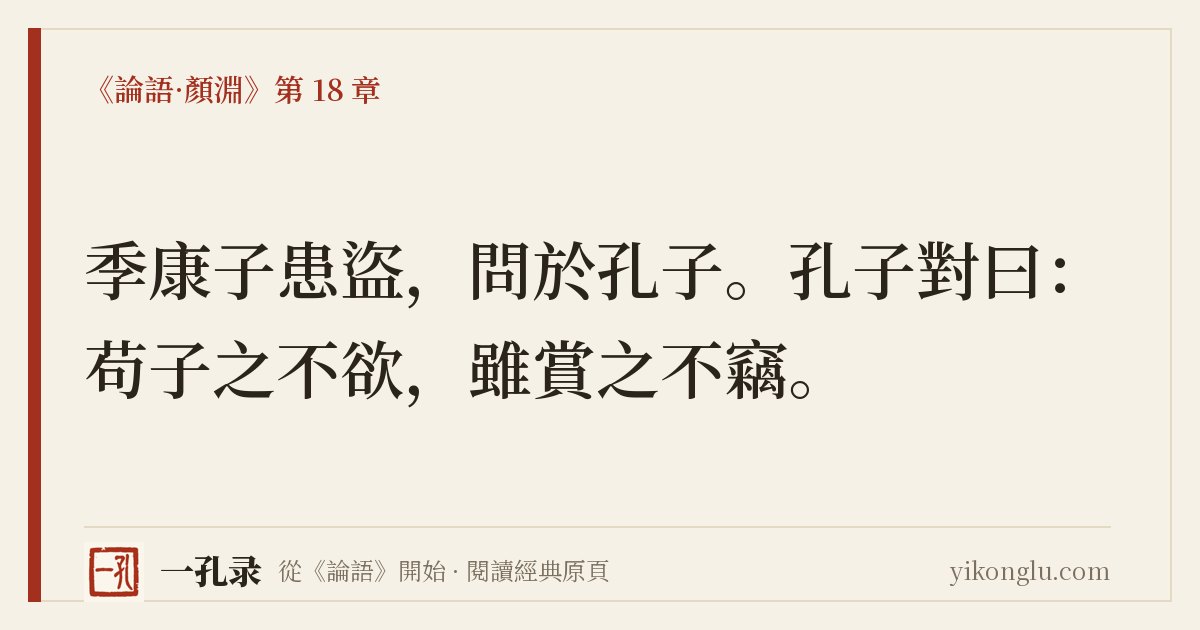 《論語·顏淵》第 18 章
季康子患盜，問於孔子。孔子對曰：
苟子之不欲，雖賞之不竊。
一孔
一孔录 從《論語》開始 · 閱讀經典原頁
yikonglu.com